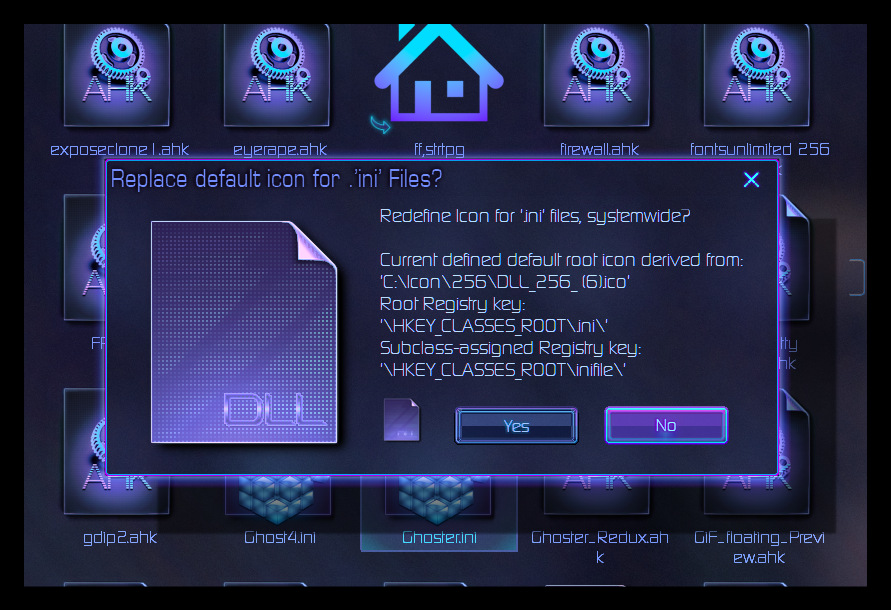 AHK
AHK
AHK
AHK
exposeclone 1.ahk
eyerape.ahk
ff,strtpg
firewall.ahk
fontsunlimited 256
Replace default icon for .'ini' Files?
Redefine Icon for '.ini' files, systemwide?
Current defined default root icon derived from:
'C:\Icon\256\DLL_256_ (6).ico'
Root Registry key:
'\HKEY_CLASSES_ROOT\.ini\'
Subclass-assigned Registry key:
'\HKEY_CLASSES_ROOT\inifile\'
DLL
Yes
No
gdip2.ahk
Ghost4.ini
Ghoster.ini
Ghoster_Redux.ah
k
GIF_floating_Previ
ew.ahk